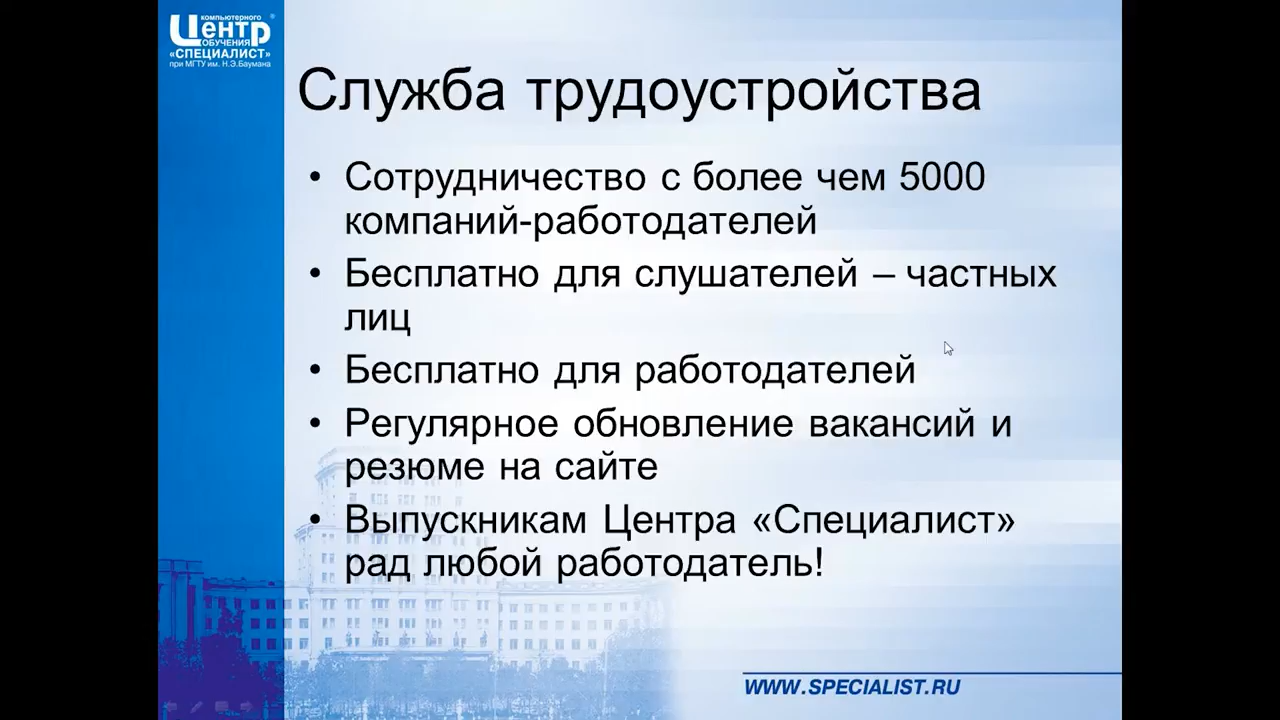 компьютерного
Центр
ОБУЧЕНИЯ
«СПЕЦИАЛИСТ»
при МГТУ им. Н.Э.Баумана
Служба трудоустройства
• Сотрудничество с более чем 5000
компаний-работодателей
• Бесплатно для слушателей – частных
лиц
• Бесплатно для работодателей
• Регулярное обновление вакансий и
резюме на сайте
• Выпускникам Центра «Специалист»
рад любой работодатель!
WWW.SPECIALIST.RU